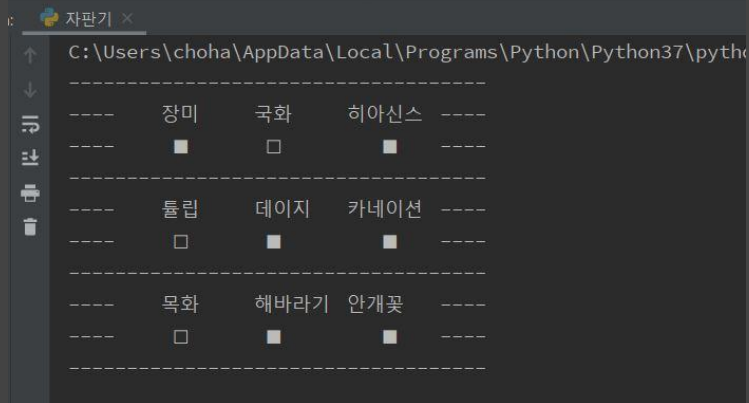 자판기 ×
C:\Users\choha\AppData\Local\Programs\Python\Python37\pytho
------------------------------------
---- 장미 국화 히아신스 ----
---- ■ □ ■ ----
------------------------------------
---- 튤립 데이지 카네이션 ----
---- □ ■ ■ ----
------------------------------------
---- 목화 해바라기 안개꽃 ----
---- □ ■ ■ ----
------------------------------------